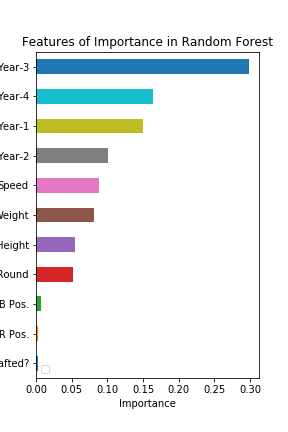 Features of Importance in Random Forest
Year-3
Year-4
Year-1
Year-2
Speed
Weight
Height
Round
B Pos.
R Pos.
afted?
0.00 0.05 0.10 0.15 0.20 0.25 0.30
Importance